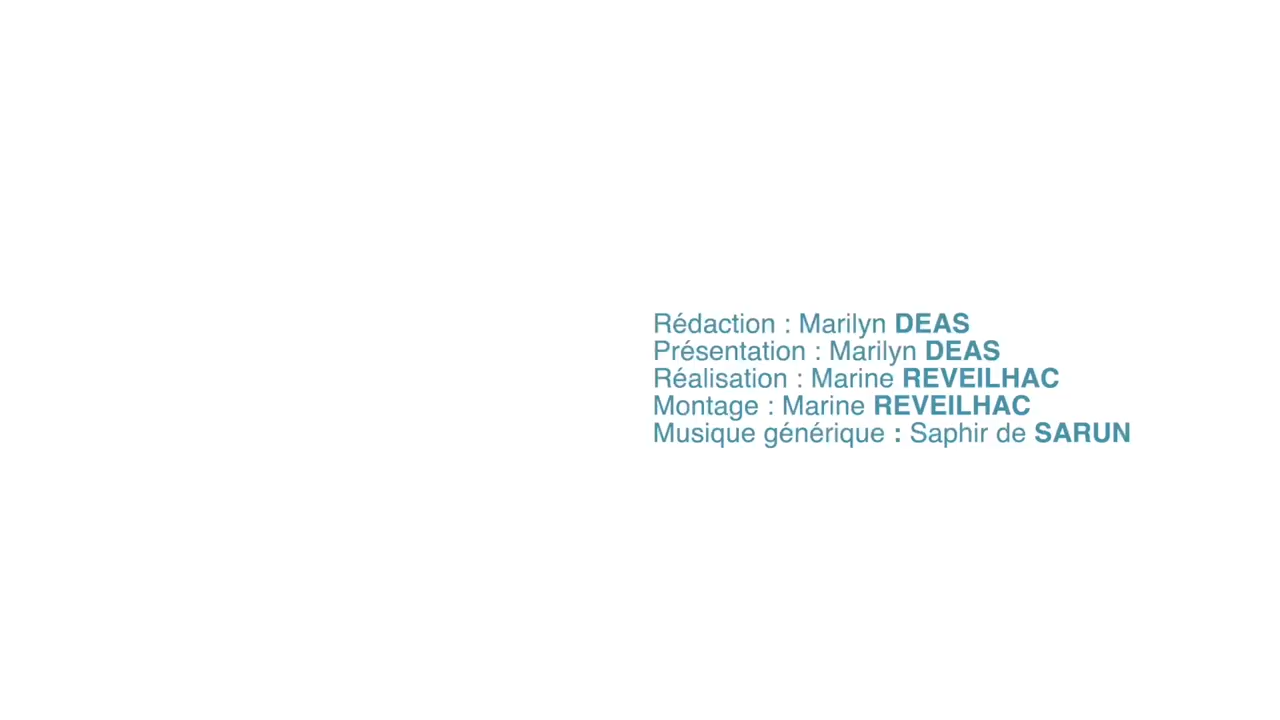 Rédaction : Marilyn DEAS
Présentation : Marilyn DEAS
Réalisation : Marine REVEILHAC
Montage : Marine REVEILHAC
Musique générique : Saphir de SARUN